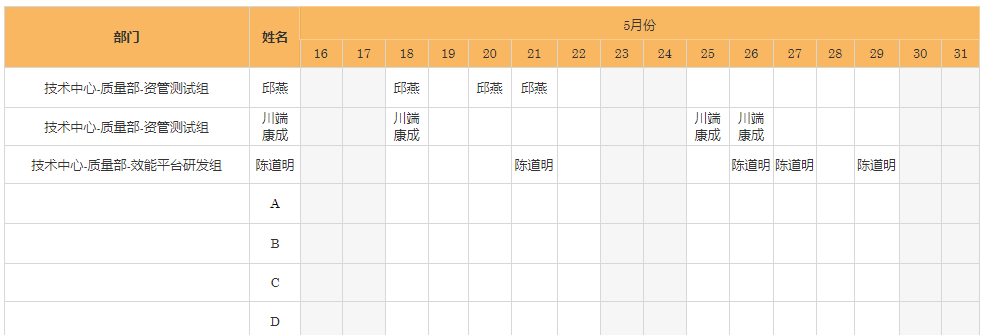 部门 姓名 5月份
16 17 18 19 20 21 22 23 24 25 26 27 28 29 30 31
技术中心-质量部-资管测试组 邱燕 邱燕 邱燕 邱燕
技术中心-质量部-资管测试组 川端康成 川端康成 川端康成 川端康成
技术中心-质量部-效能平台研发组 陈道明 陈道明 陈道明 陈道明 陈道明
A
B
C
D